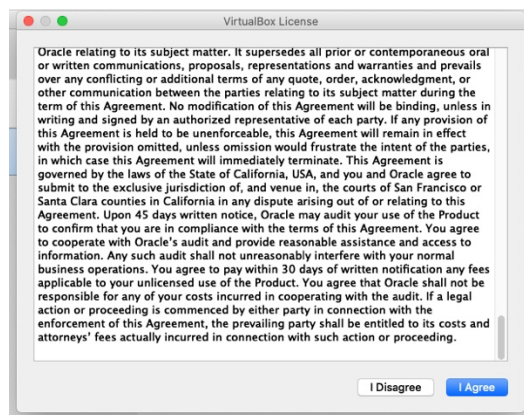 VirtualBox License
Oracle relating to its subject matter. It supersedes all prior or contemporaneous oral
or written communications, proposals, representations and warranties and prevails
over any conflicting or additional terms of any quote, order, acknowledgment, or
other communication between the parties relating to its subject matter during the
term of this Agreement. No modification of this Agreement will be binding, unless in
writing and signed by an authorized representative of each party. If any provision of
this Agreement is held to be unenforceable, this Agreement will remain in effect
with the provision omitted, unless omission would frustrate the intent of the parties,
in which case this Agreement will immediately terminate. This Agreement is
governed by the laws of the State of California, USA, and you and Oracle agree to
submit to the exclusive jurisdiction of, and venue in, the courts of San Francisco or
Santa Clara counties in California in any dispute arising out of or relating to this
Agreement. Upon 45 days written notice, Oracle may audit your use of the Product
to confirm that you are in compliance with the terms of this Agreement. You agree
to cooperate with Oracle's audit and provide reasonable assistance and access to
information. Any such audit shall not unreasonably interfere with your normal
business operations. You agree to pay within 30 days of written notification any fees
applicable to your unlicensed use of the Product. You agree that Oracle shall not be
responsible for any of your costs incurred in cooperating with the audit. If a legal
action or proceeding is commenced by either party in connection with the
enforcement of this Agreement, the prevailing party shall be entitled to its costs and
attorneys' fees actually incurred in connection with such action or proceeding.
I Disagree
I Agree